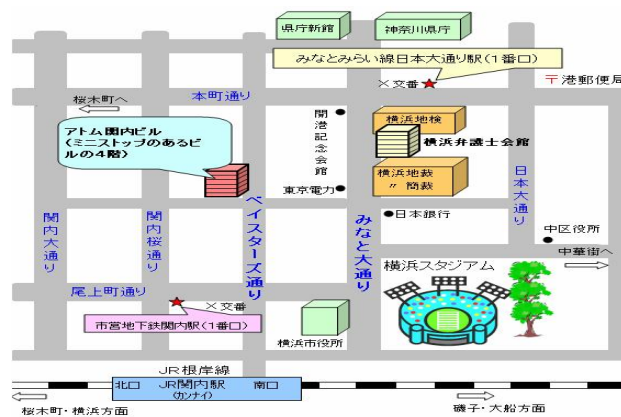 県庁新館
神奈川県庁
みなとみらい線日本大通り駅(1番口)
×交番
〒港郵便局
桜木町へ
本町通り
アトム関内ビル
(ミニストップのあるビ
ルの4階)
開港記念会館
横浜地検
横浜弁護士会館
横浜地裁
〃 簡裁
東京電力
日本銀行
日本大通り
関内大通り
関内桜通り
ベイスターズ通り
みなと大通り
中区役所
中華街へ
横浜スタジアム
尾上町通り
×交番
市営地下鉄関内駅(1番口)
横浜市役所
JR根岸線
北口 JR関内駅 南口
(カンナイ)
桜木町・横浜方面
磯子・大船方面